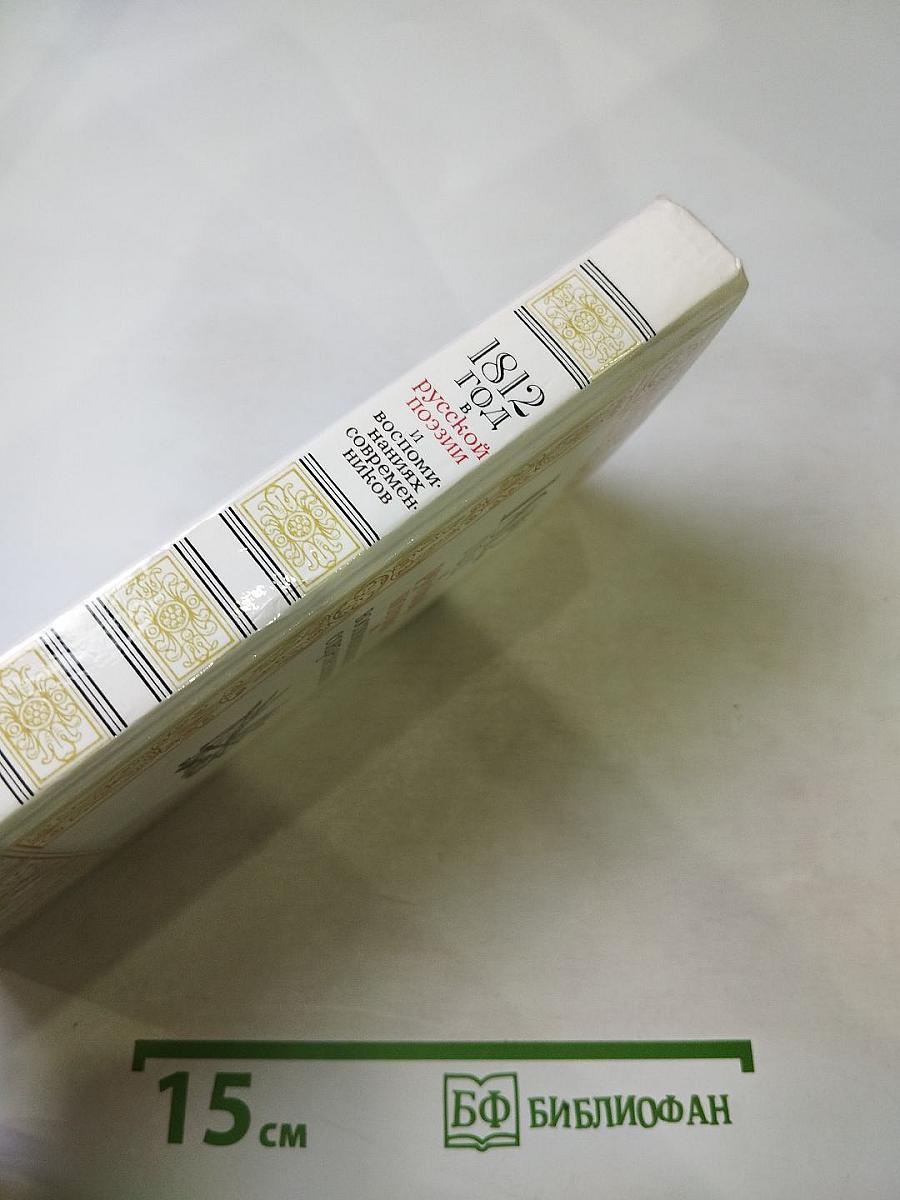 1812
ГОД
в
русской
поэзии
и
воспоми-
наниях
современ-
ников
15 см
БФ БИБЛИОФАН